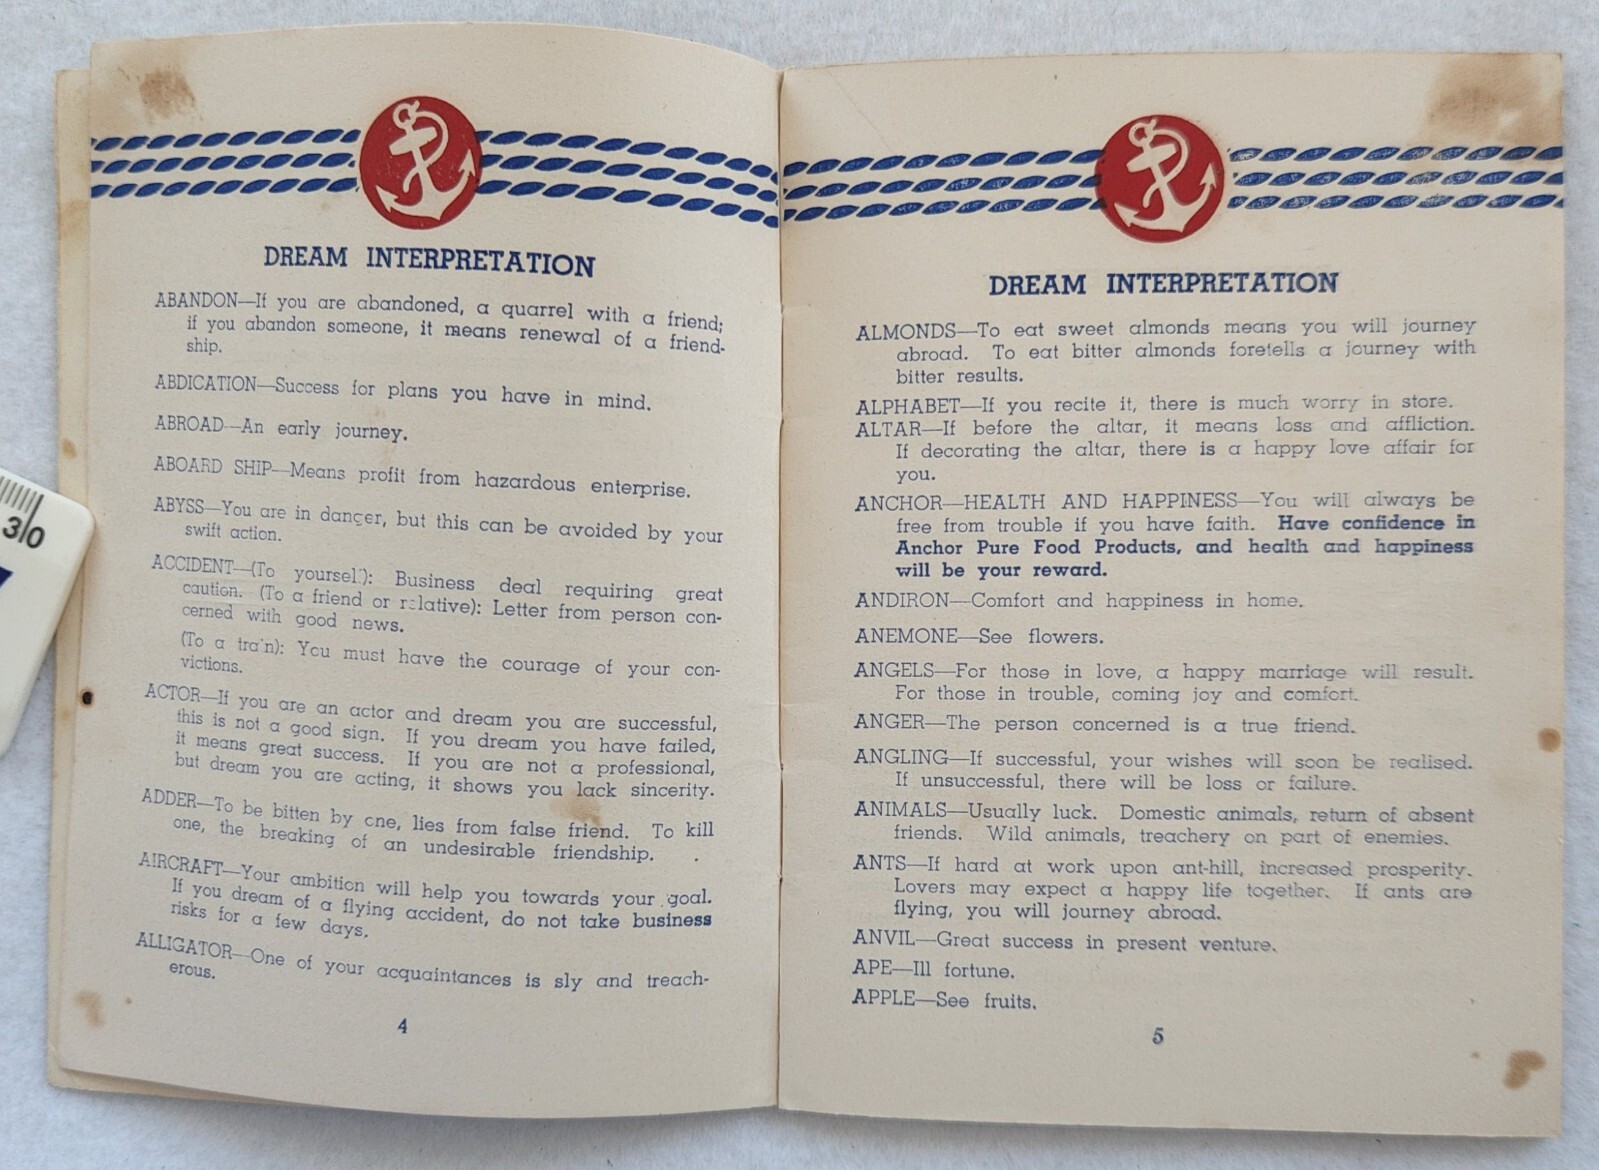 DREAM INTERPRETATION
ABANDON—If you are abandoned, a quarrel with a friend;
if you abandon someone, it means renewal of a friend-
ship.
ABDICATION—Success for plans you have in mind.
ABROAD—An early journey.
ABOARD SHIP—Means profit from hazardous enterprise.
ABYSS—You are in danger, but this can be avoided by your
swift action.
ACCIDENT—(To yourself): Business deal requiring great
caution. (To a friend or relative): Letter from person con-
cerned with good news.
(To a train): You must have the courage of your con-
victions.
ACTOR—If you are an actor and dream you are successful,
this is not a good sign. If you dream you have failed,
it means great success. If you are not a professional,
but dream you are acting, it shows you lack sincerity.
ADDER—To be bitten by one, lies from false friend. To kill
one, the breaking of an undesirable friendship.
AIRCRAFT—Your ambition will help you towards your goal.
If you dream of a flying accident, do not take business
risks for a few days.
ALLIGATOR—One of your acquaintances is sly and treach-
erous.
4
DREAM INTERPRETATION
ALMONDS—To eat sweet almonds means you will journey
abroad. To eat bitter almonds foretells a journey with
bitter results.
ALPHABET—If you recite it, there is much worry in store.
ALTAR—If before the altar, it means loss and affliction.
If decorating the altar, there is a happy love affair for
you.
ANCHOR—HEALTH AND HAPPINESS—You will always be
free from trouble if you have faith. Have confidence in
Anchor Pure Food Products, and health and happiness
will be your reward.
ANDIRON—Comfort and happiness in home.
ANEMONE—See flowers.
ANGELS—For those in love, a happy marriage will result.
For those in trouble, coming joy and comfort.
ANGER—The person concerned is a true friend.
ANGLING—If successful, your wishes will soon be realised.
If unsuccessful, there will be loss or failure.
ANIMALS—Usually luck. Domestic animals, return of absent
friends. Wild animals, treachery on part of enemies.
ANTS—If hard at work upon ant-hill, increased prosperity.
Lovers may expect a happy life together. If ants are
flying, you will journey abroad.
ANVIL—Great success in present venture.
APE—Ill fortune.
APPLE—See fruits.
5
30